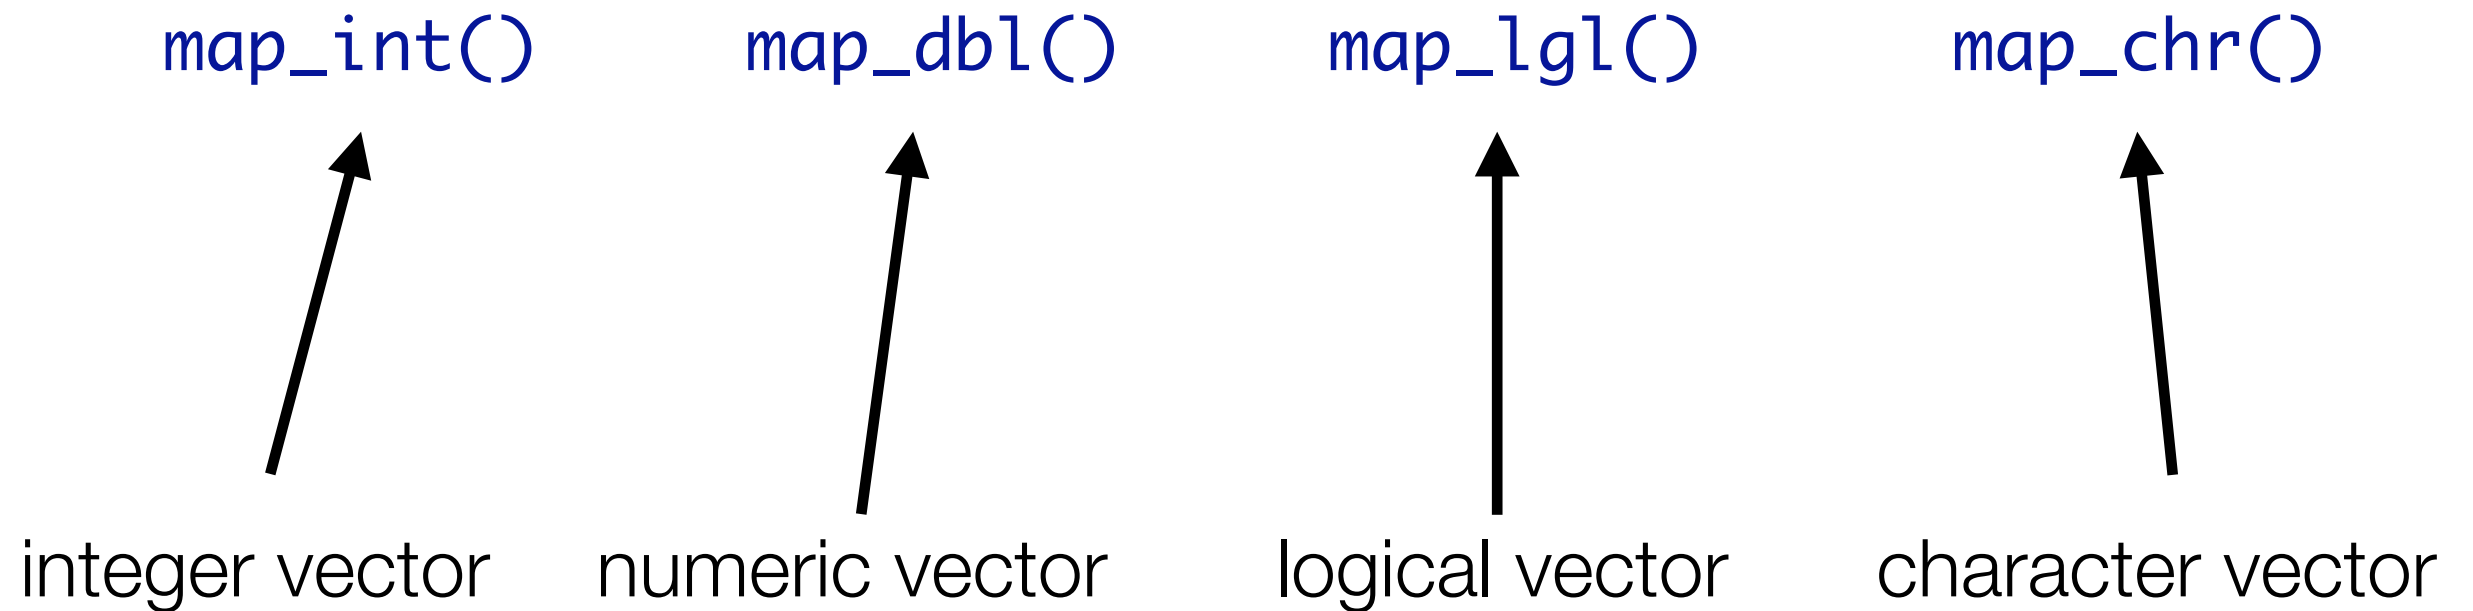 map_int() map_dbl() map_lgl() map_chr()
integer vector numeric vector logical vector character vector